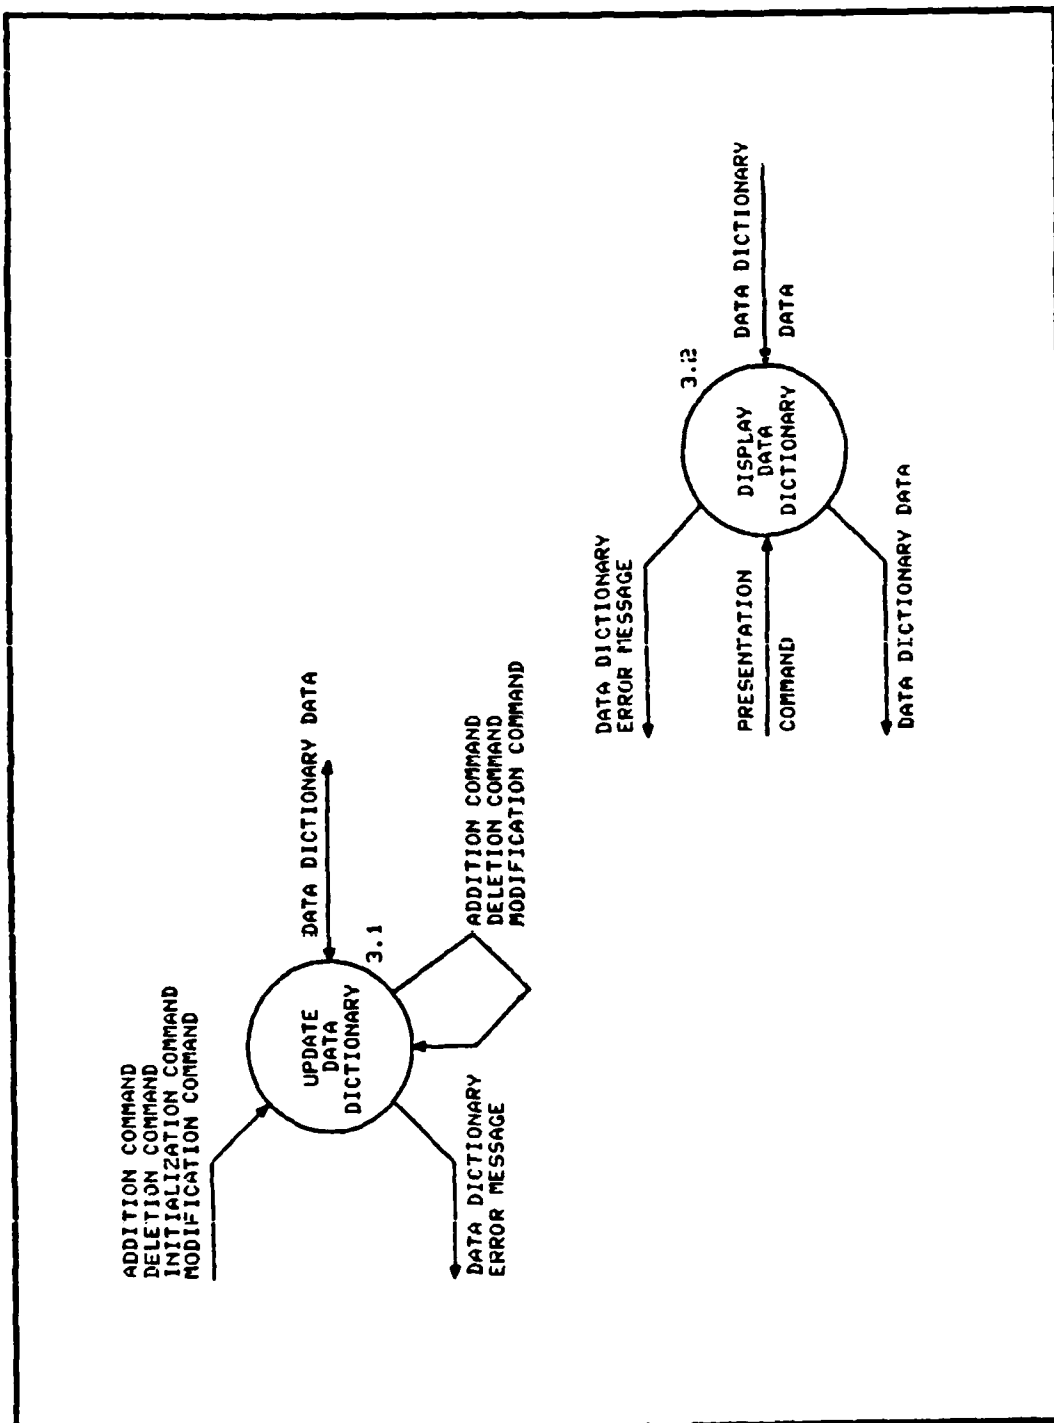 ADDITION COMMAND
DELETION COMMAND
INITIALIZATION COMMAND
MODIFICATION COMMAND
UPDATE
DATA
DICTIONARY
3.1
DATA DICTIONARY DATA
DATA DICTIONARY
ERROR MESSAGE
ADDITION COMMAND
DELETION COMMAND
MODIFICATION COMMAND
DATA DICTIONARY
ERROR MESSAGE
PRESENTATION
COMMAND
DATA DICTIONARY DATA
DISPLAY
DATA
DICTIONARY
3.2
DATA DICTIONARY
DATA